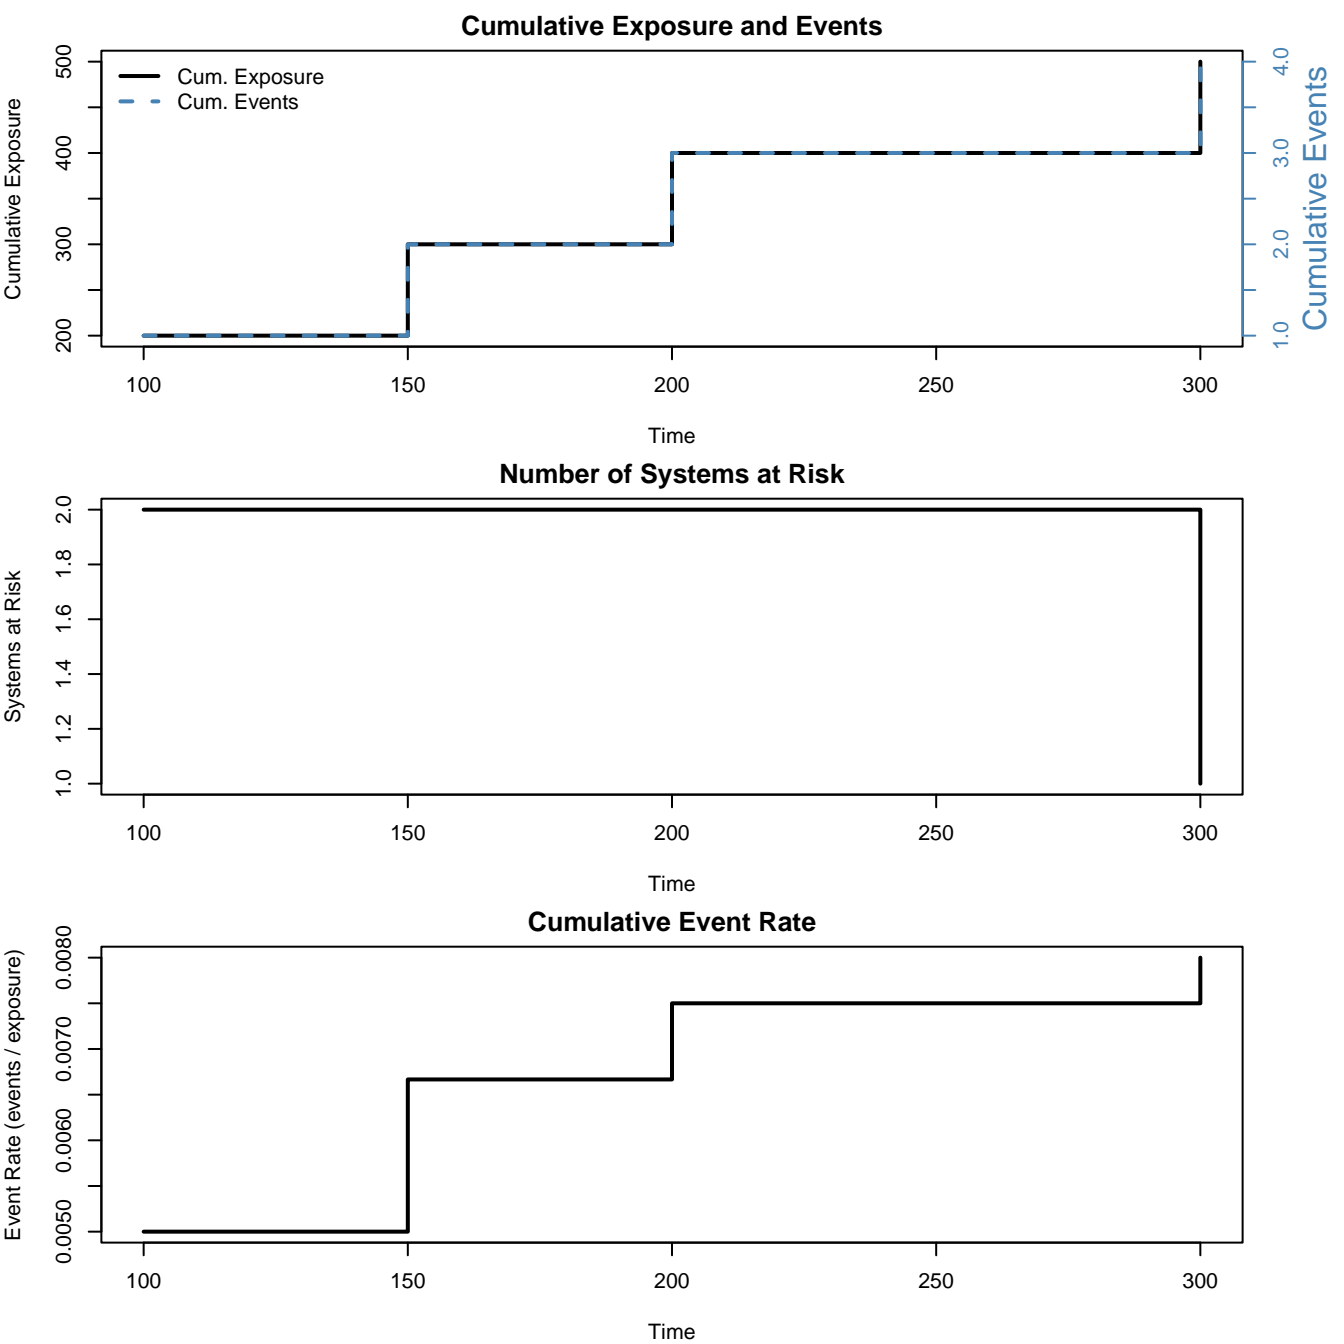 Cumulative Exposure and Events
Cumulative Exposure
500
400
300
200
Cum. Exposure
Cum. Events
4.0
3.0
2.0
1.0
Cumulative Events
100 150 200 250 300
Time
Number of Systems at Risk
Systems at Risk
2.0
1.8
1.6
1.4
1.2
1.0
100 150 200 250 300
Time
Cumulative Event Rate
Event Rate (events / exposure)
0.0080
0.0070
0.0060
0.0050
100 150 200 250 300
Time